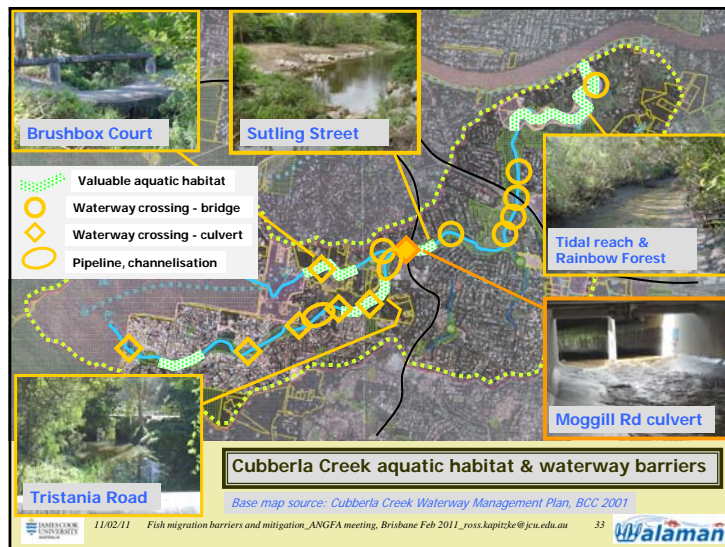 Brushbox Court
Sutling Street
Valuable aquatic habitat
Waterway crossing - bridge
Waterway crossing - culvert
Pipeline, channelisation
Tidal reach &
Rainbow Forest
Moggill Rd culvert
Tristania Road
Cubberla Creek aquatic habitat & waterway barriers
Base map source: Cubberla Creek Waterway Management Plan, BCC 2001
JAMES COOK
UNIVERSITY
AUSTRALIA
11/02/11 Fish migration barriers and mitigation_ANGFA meeting, Brisbane Feb 2011_ross.kapitzke@jcu.edu.au 33
Walaman